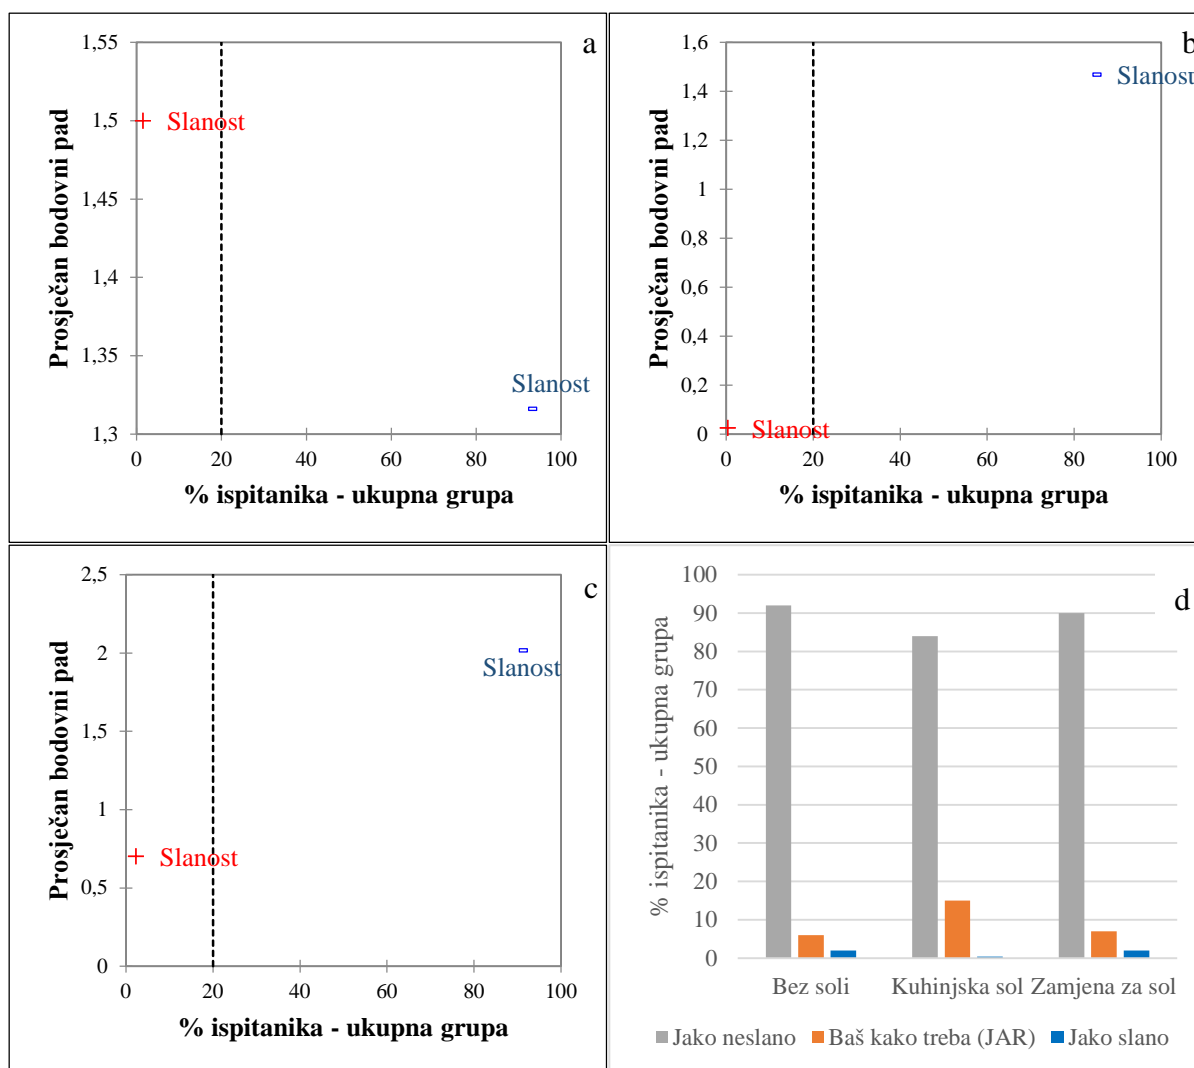 a
Prosječan bodovni pad
1,55
1,5
1,45
1,4
1,35
1,3
Slanost
Slanost
0 20 40 60 80 100
% ispitanika - ukupna grupa
b
Prosječan bodovni pad
1,6
1,4
1,2
1
0,8
0,6
0,4
0,2
0
Slanost
Slanost
0 20 40 60 80 100
% ispitanika - ukupna grupa
c
Prosječan bodovni pad
2,5
2
1,5
1
0,5
0
Slanost
Slanost
0 20 40 60 80 100
% ispitanika - ukupna grupa
d
% ispitanika - ukupna grupa
100
90
80
70
60
50
40
30
20
10
0
Bez soli Kuhinjska sol Zamjena za sol
Jako neslano Baš kako treba (JAR) Jako slano